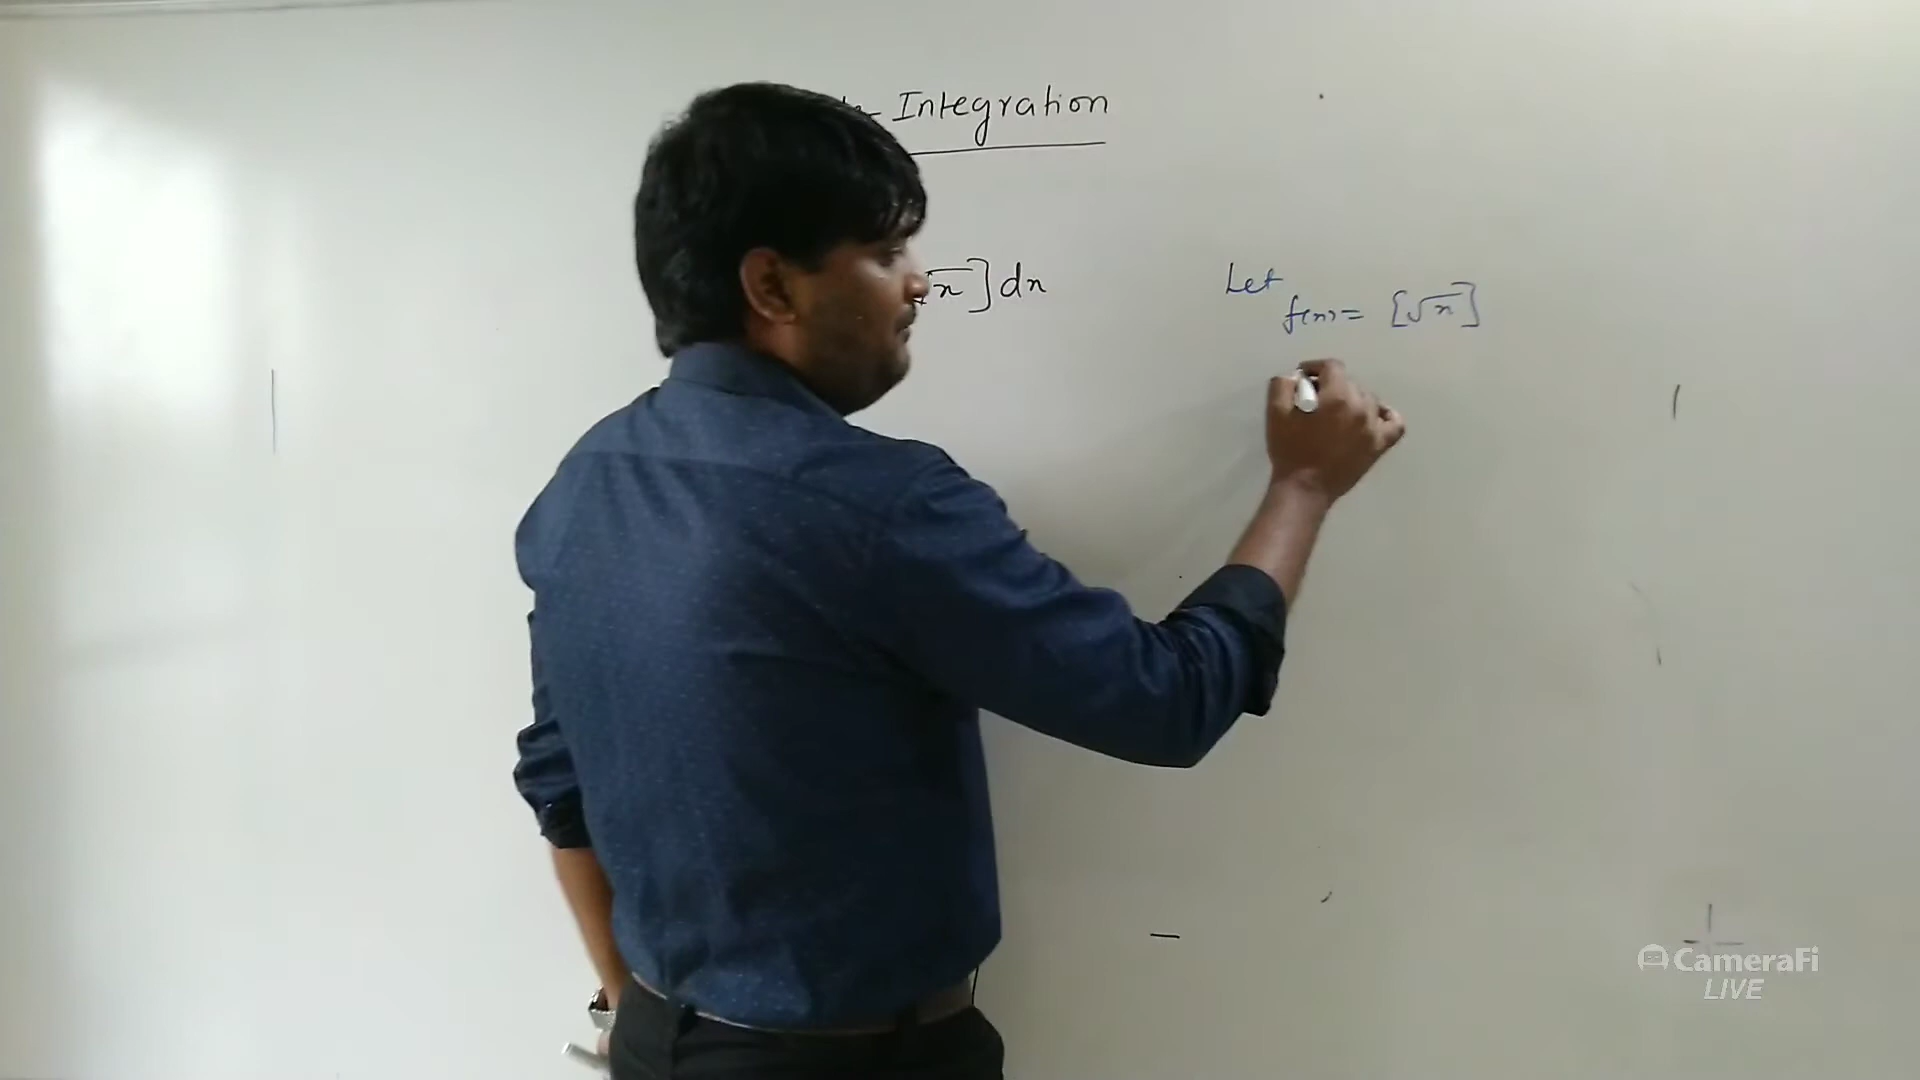 Integration
√x] dx
Let
f(x) = [√x]
CameraFi
LIVE